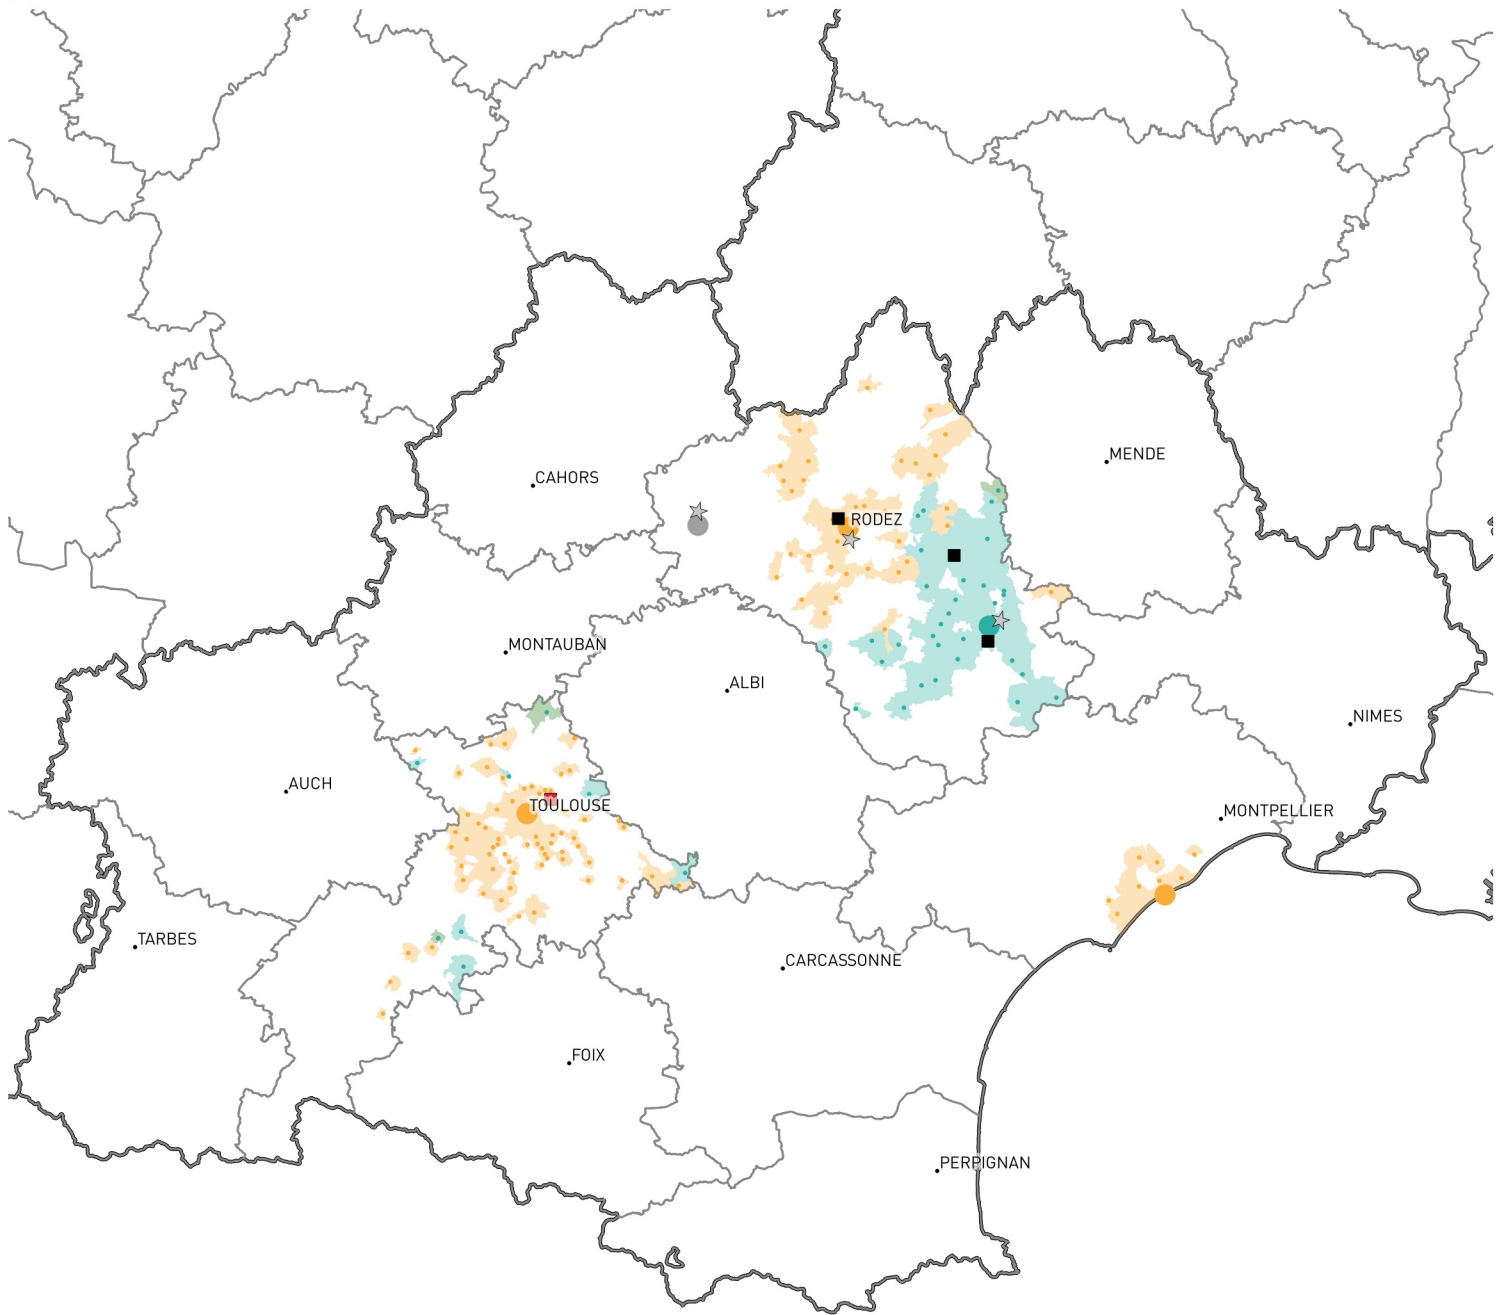 MENDE
CAHORS
RODEZ
MONTAUBAN
ALBI
NIMES
AUCH
TOULOUSE
MONTPELLIER
TARBES
CARCASSONNE
FOIX
PERPIGNAN